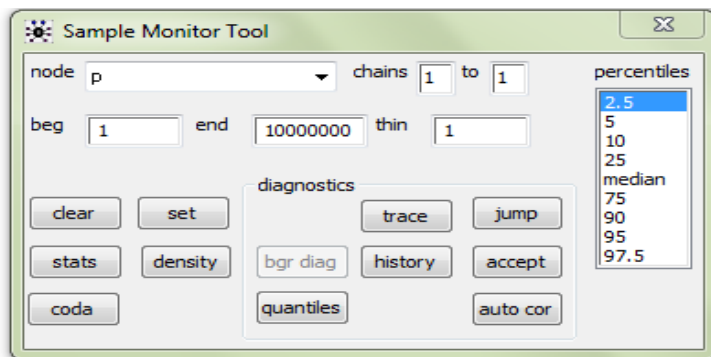 Sample Monitor Tool
node p chains 1 to 1 percentiles
beg 1 end 10000000 thin 1
2.5
5
10
25
median
75
90
95
97.5
diagnostics
clear set trace jump
stats density bgr diag history accept
coda quantiles auto cor